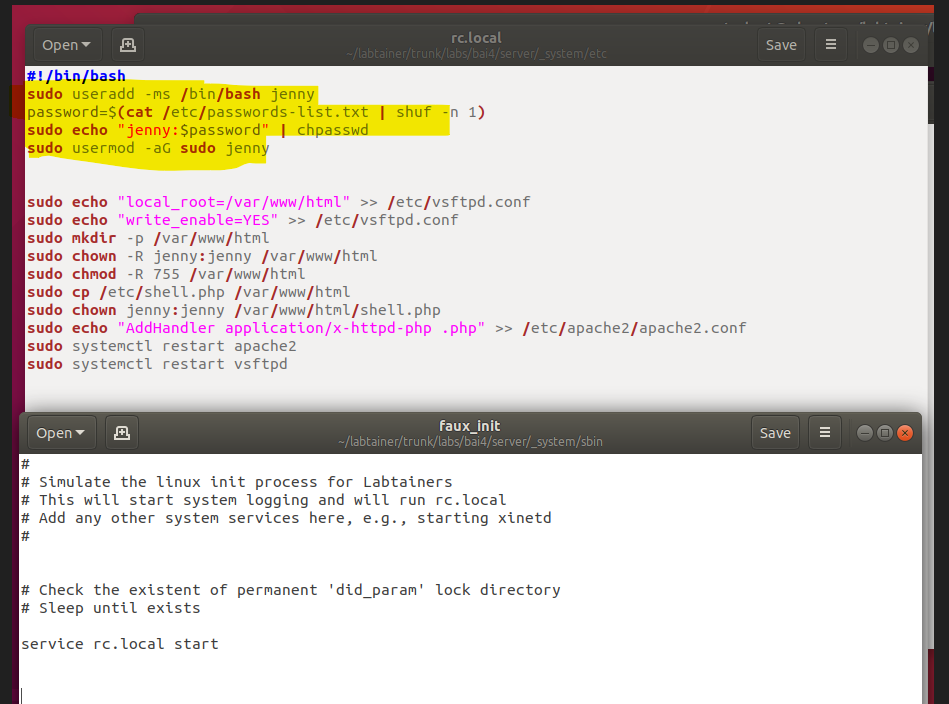 Open
rc.local
~/labtainer/trunk/labs/bai4/server/_system/etc
Save
#!/bin/bash
sudo useradd -ms /bin/bash jenny
password=$(cat /etc/passwords-list.txt | shuf -n 1)
sudo echo "jenny:$password" | chpasswd
sudo usermod -aG sudo jenny
sudo echo "local_root=/var/www/html" >> /etc/vsftpd.conf
sudo echo "write_enable=YES" >> /etc/vsftpd.conf
sudo mkdir -p /var/www/html
sudo chown -R jenny:jenny /var/www/html
sudo chmod -R 755 /var/www/html
sudo cp /etc/shell.php /var/www/html
sudo chown jenny:jenny /var/www/html/shell.php
sudo echo "AddHandler application/x-httpd-php .php" >> /etc/apache2/apache2.conf
sudo systemctl restart apache2
sudo systemctl restart vsftpd
Open
faux_init
~/labtainer/trunk/labs/bai4/server/_system/sbin
Save
#
# Simulate the linux init process for Labtainers
# This will start system logging and will run rc.local
# Add any other system services here, e.g., starting xinetd
#
# Check the existent of permanent 'did_param' lock directory
# Sleep until exists
service rc.local start